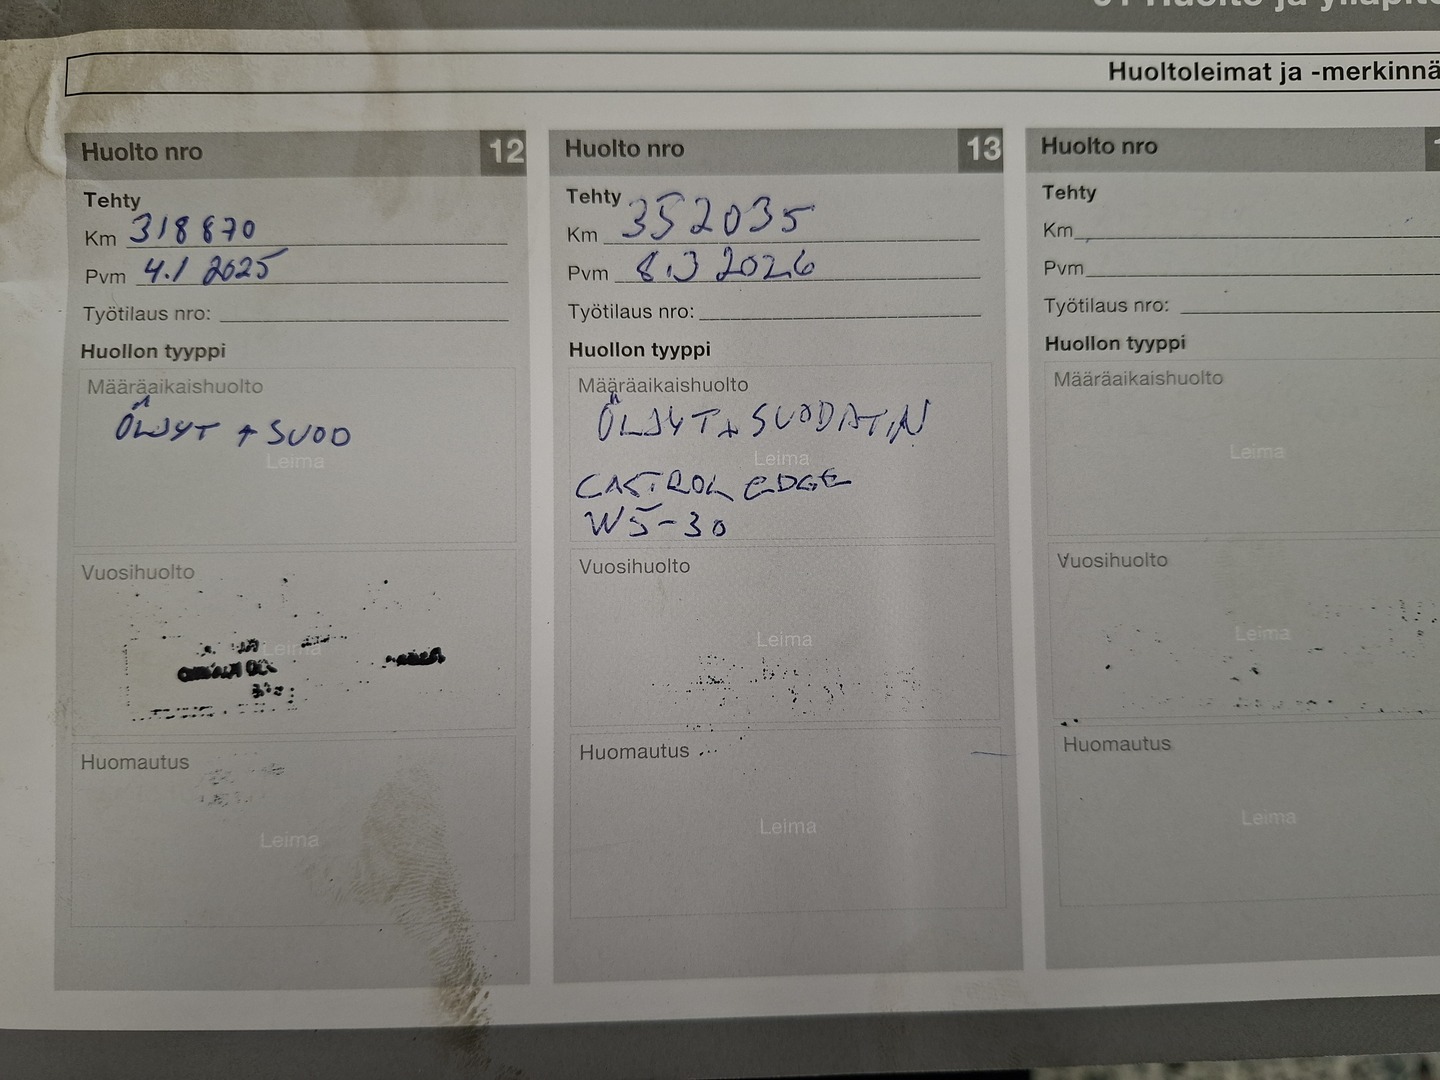 Huoltoleimat ja -merkinnä
Huolto nro 12
Tehty
Km 318870
Pvm 4.1 2025
Työtilaus nro:
Huollon tyyppi
Määräaikaishuolto
ÖLJYT + SUOD
Leima
Vuosihuolto
Leima
Huomautus
Leima
Huolto nro 13
Tehty
Km 352035
Pvm 8.3 2026
Työtilaus nro:
Huollon tyyppi
Määräaikaishuolto
ÖLJYT + SUODATIN
Leima
CASTROL EDGE
W5-30
Vuosihuolto
Leima
Huomautus
Leima
Huolto nro
Tehty
Km
Pvm
Työtilaus nro:
Huollon tyyppi
Määräaikaishuolto
Leima
Vuosihuolto
Leima
Huomautus
Leima